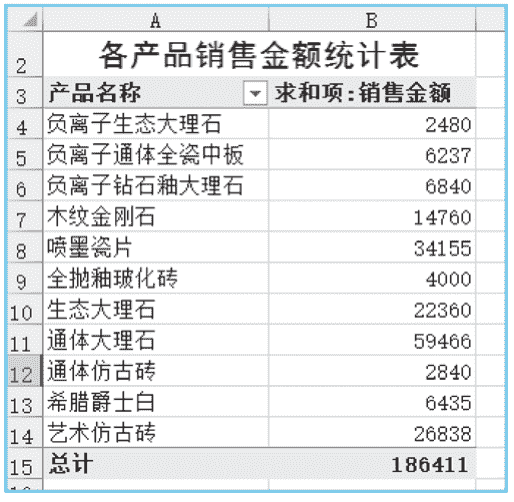 A B
2 各产品销售金额统计表
3 产品名称 求和项:销售金额
4 负离子生态大理石 2480
5 负离子通体全瓷中板 6237
6 负离子钻石釉大理石 6840
7 木纹金刚石 14760
8 喷墨瓷片 34155
9 全抛釉玻化砖 4000
10 生态大理石 22360
11 通体大理石 59466
12 通体仿古砖 2840
13 希腊爵士白 6435
14 艺术仿古砖 26838
15 总计 186411